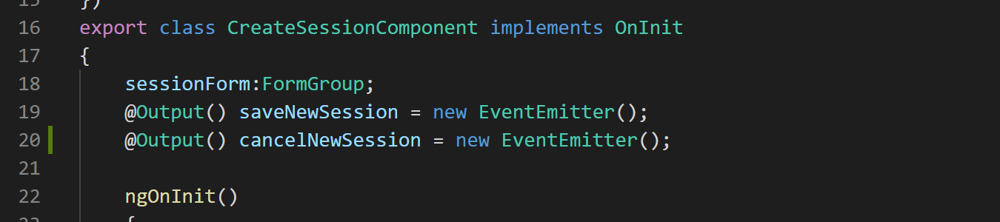 15 })
16 export class CreateSessionComponent implements OnInit
17 {
18 sessionForm:FormGroup;
19 @Output() saveNewSession = new EventEmitter();
20 @Output() cancelNewSession = new EventEmitter();
21
22 ngOnInit()
23 {